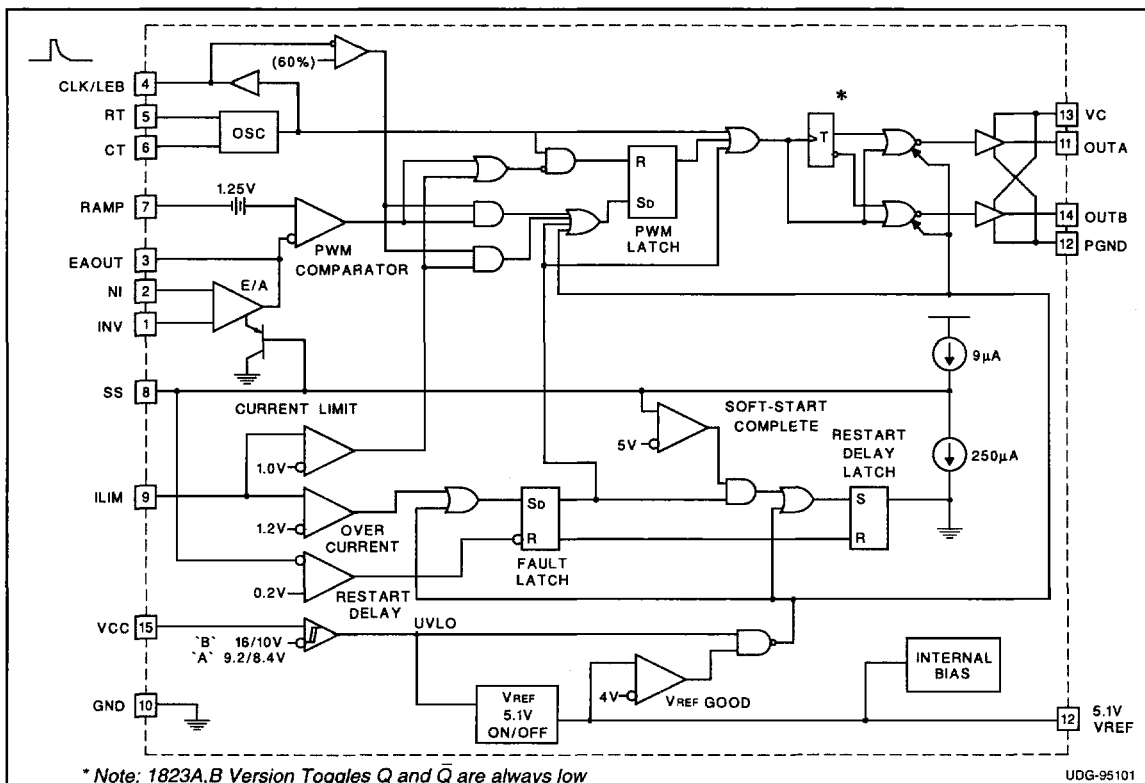 (60%)
CLK/LEB 4
RT 5
CT 6
OSC
*
T
13 VC
11 OUTA
14 OUTB
12 PGND
1.25V
RAMP 7
R
SD
PWM
LATCH
PWM
COMPARATOR
EAOUT 3
NI 2
E/A
INV 1
9µA
SS 8
CURRENT LIMIT
SOFT-START
COMPLETE
5V
RESTART
DELAY
LATCH
250µA
1.0V
ILIM 9
SD
R
S
R
1.2V
OVER
CURRENT
FAULT
LATCH
0.2V
RESTART
DELAY
VCC 15
UVLO
`B' 16/10V
`A' 9.2/8.4V
INTERNAL
BIAS
4V
VREF GOOD
GND 10
VREF
5.1V
ON/OFF
12 5.1V
VREF
* Note: 1823A,B Version Toggles Q and Q̅ are always low
UDG-95101